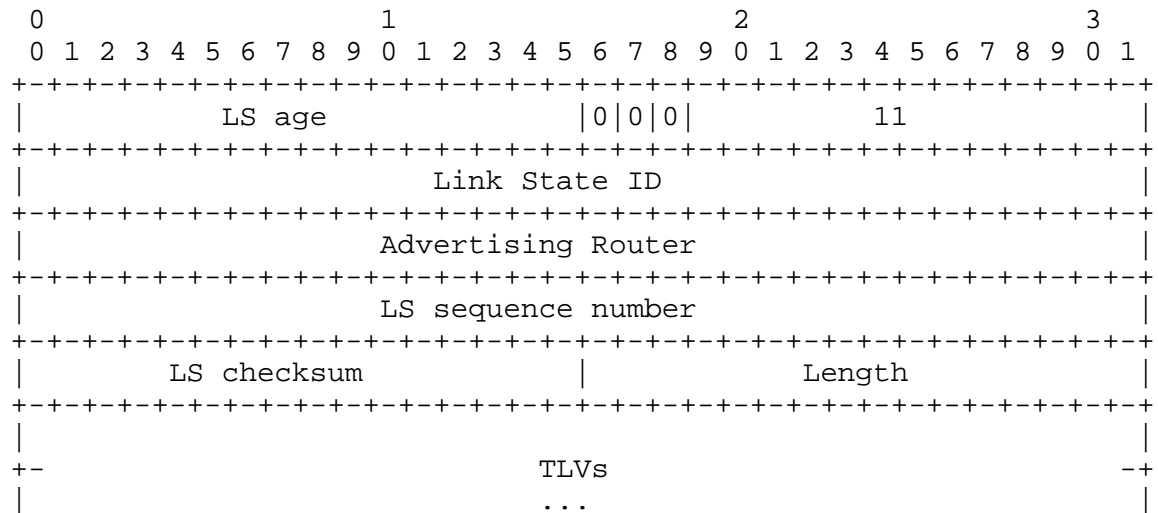 0                   1                   2                   3
 0 1 2 3 4 5 6 7 8 9 0 1 2 3 4 5 6 7 8 9 0 1 2 3 4 5 6 7 8 9 0 1
+-+-+-+-+-+-+-+-+-+-+-+-+-+-+-+-+-+-+-+-+-+-+-+-+-+-+-+-+-+-+-+-+
|           LS age              |0|0|0|          11             |
+-+-+-+-+-+-+-+-+-+-+-+-+-+-+-+-+-+-+-+-+-+-+-+-+-+-+-+-+-+-+-+-+
|                       Link State ID                           |
+-+-+-+-+-+-+-+-+-+-+-+-+-+-+-+-+-+-+-+-+-+-+-+-+-+-+-+-+-+-+-+-+
|                    Advertising Router                         |
+-+-+-+-+-+-+-+-+-+-+-+-+-+-+-+-+-+-+-+-+-+-+-+-+-+-+-+-+-+-+-+-+
|                    LS sequence number                         |
+-+-+-+-+-+-+-+-+-+-+-+-+-+-+-+-+-+-+-+-+-+-+-+-+-+-+-+-+-+-+-+-+
|        LS checksum            |            Length             |
+-+-+-+-+-+-+-+-+-+-+-+-+-+-+-+-+-+-+-+-+-+-+-+-+-+-+-+-+-+-+-+-+
|                                                               |
+-                            TLVs                             -+
|                             ...                               |